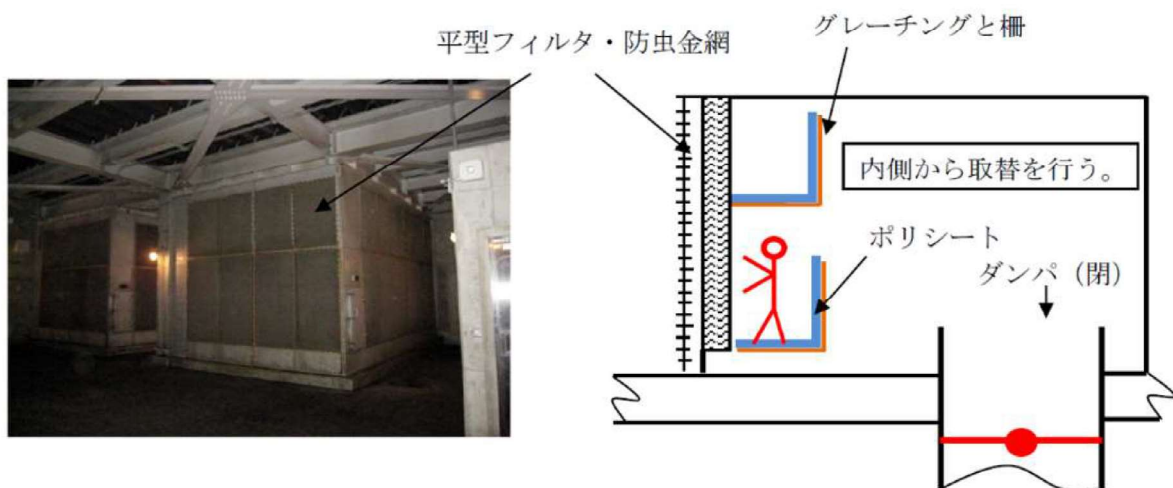 平型フィルタ・防虫金網
グレーチングと柵
内側から取替を行う。
ポリシート
ダンパ（閉）